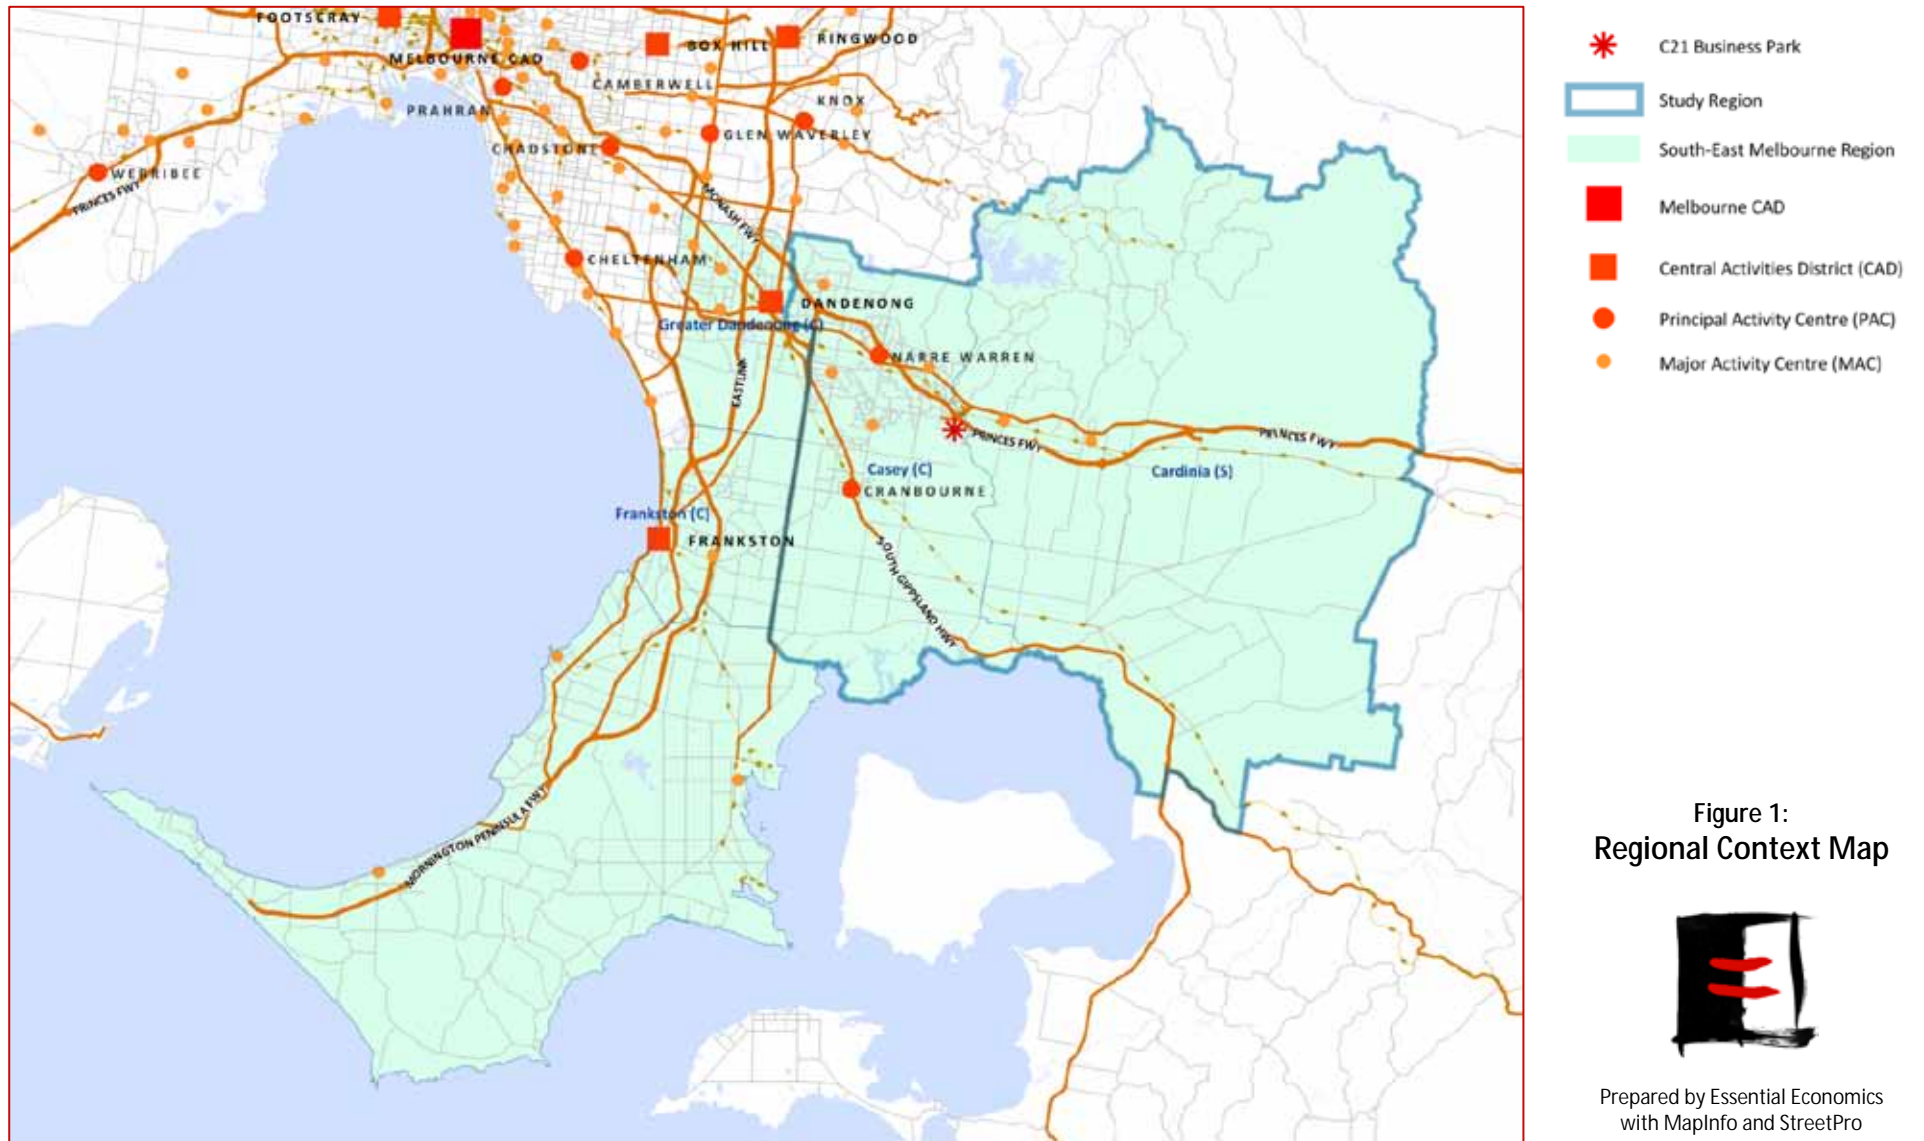 FOOTSCRAY
MELBOURNE CAD
BOX HILL
RINGWOOD
CAMBERWELL
PRAHRAN
KNOX
GLEN WAVERLEY
CHADSTONE
WERRIBEE
PRINCES FWY
MONASH FWY
CHELTENHAM
DANDENONG
Greater Dandenong (C)
NARRE WARREN
EASTLINK
PRINCES FWY
PRINCES FWY
Casey (C)
Cardinia (S)
CRANBOURNE
Frankston (C)
FRANKSTON
SOUTH GIPPSLAND HWY
MORNINGTON PENINSULA FWY
C21 Business Park
Study Region
South-East Melbourne Region
Melbourne CAD
Central Activities District (CAD)
Principal Activity Centre (PAC)
Major Activity Centre (MAC)
Figure 1:
Regional Context Map
Prepared by Essential Economics
with MapInfo and StreetPro